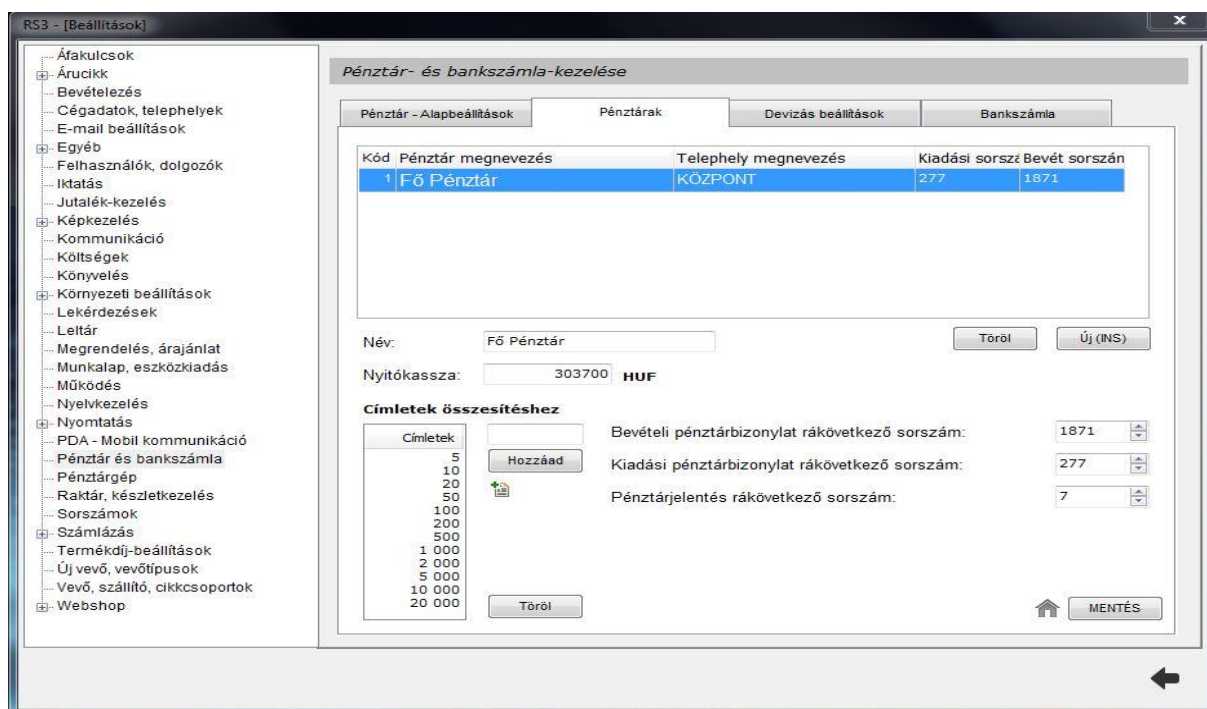 RS3 - [Beállítások]
x
Áfakulcsok
Árucikk
Bevételezés
Cégadatok, telephelyek
E-mail beállítások
Egyéb
Felhasználók, dolgozók
Iktatás
Jutalék-kezelés
Képkezelés
Kommunikáció
Költségek
Könyvelés
Környezeti beállítások
Lekérdezések
Leltár
Megrendelés, árajánlat
Munkalap, eszközkiadás
Működés
Nyelvkezelés
Nyomtatás
PDA - Mobil kommunikáció
Pénztár és bankszámla
Pénztárgép
Raktár, készletkezelés
Sorszámok
Számlázás
Termékdíj-beállítások
Új vevő, vevőtípusok
Vevő, szállító, cikkcsoportok
Webshop
Pénztár- és bankszámla-kezelése
Pénztár - Alapbeállítások Pénztárak Devizás beállítások Bankszámla
Kód Pénztár megnevezés Telephely megnevezés Kiadási sorszá Bevét sorszán
1 Fő Pénztár KÖZPONT 277 1871
Név: Fő Pénztár Töröl Új (INS)
Nyitókassza: 303700 HUF
Címletek összesítéshez
Címletek
5
10
20
50
100
200
500
1 000
2 000
5 000
10 000
20 000
Hozzáad
Töröl
Bevételi pénztárbizonylat rákövetkező sorszám: 1871
Kiadási pénztárbizonylat rákövetkező sorszám: 277
Pénztárjelentés rákövetkező sorszám: 7
MENTÉS